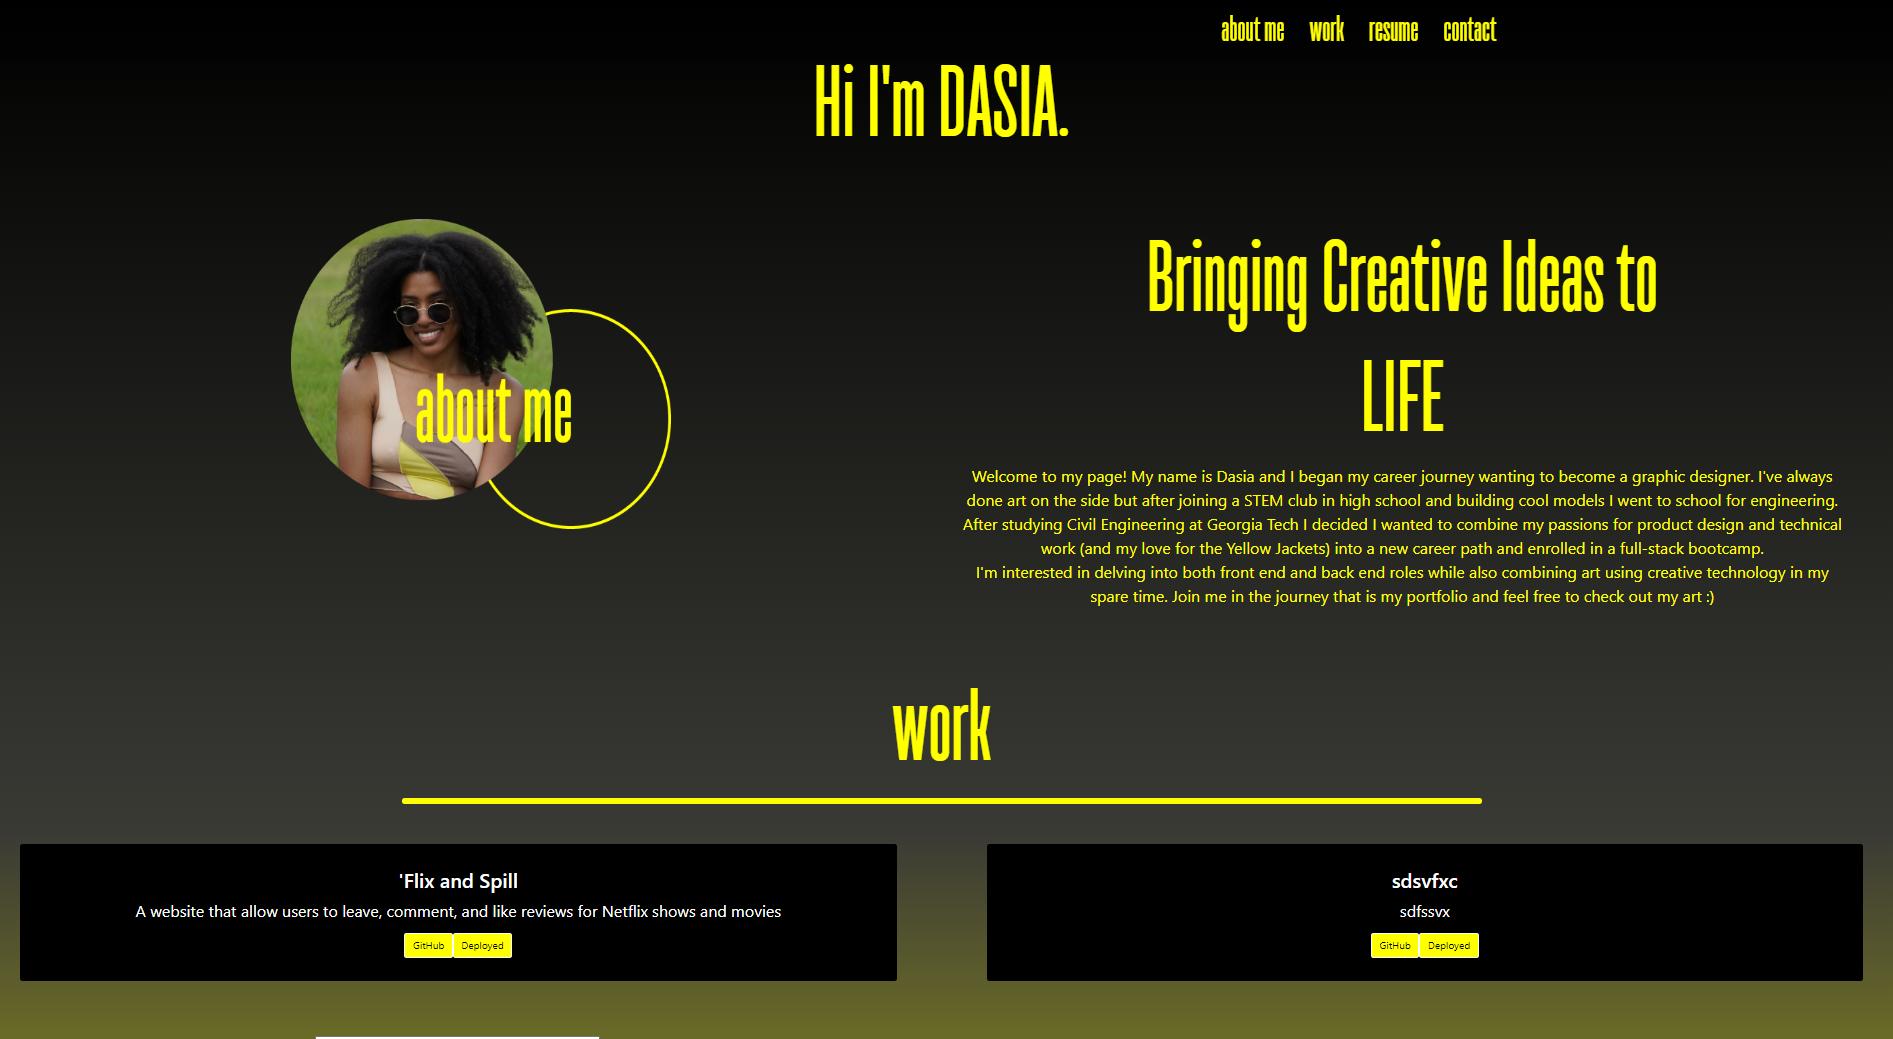 about me work resume contact
Hi I'm DASIA.
about me
Bringing Creative Ideas to
LIFE
Welcome to my page! My name is Dasia and I began my career journey wanting to become a graphic designer. I've always
done art on the side but after joining a STEM club in high school and building cool models I went to school for engineering.
After studying Civil Engineering at Georgia Tech I decided I wanted to combine my passions for product design and technical
work (and my love for the Yellow Jackets) into a new career path and enrolled in a full-stack bootcamp.
I'm interested in delving into both front end and back end roles while also combining art using creative technology in my
spare time. Join me in the journey that is my portfolio and feel free to check out my art :)
work
'Flix and Spill
A website that allow users to leave, comment, and like reviews for Netflix shows and movies
GitHub Deployed
sdsvfxc
sdfssvx
GitHub Deployed